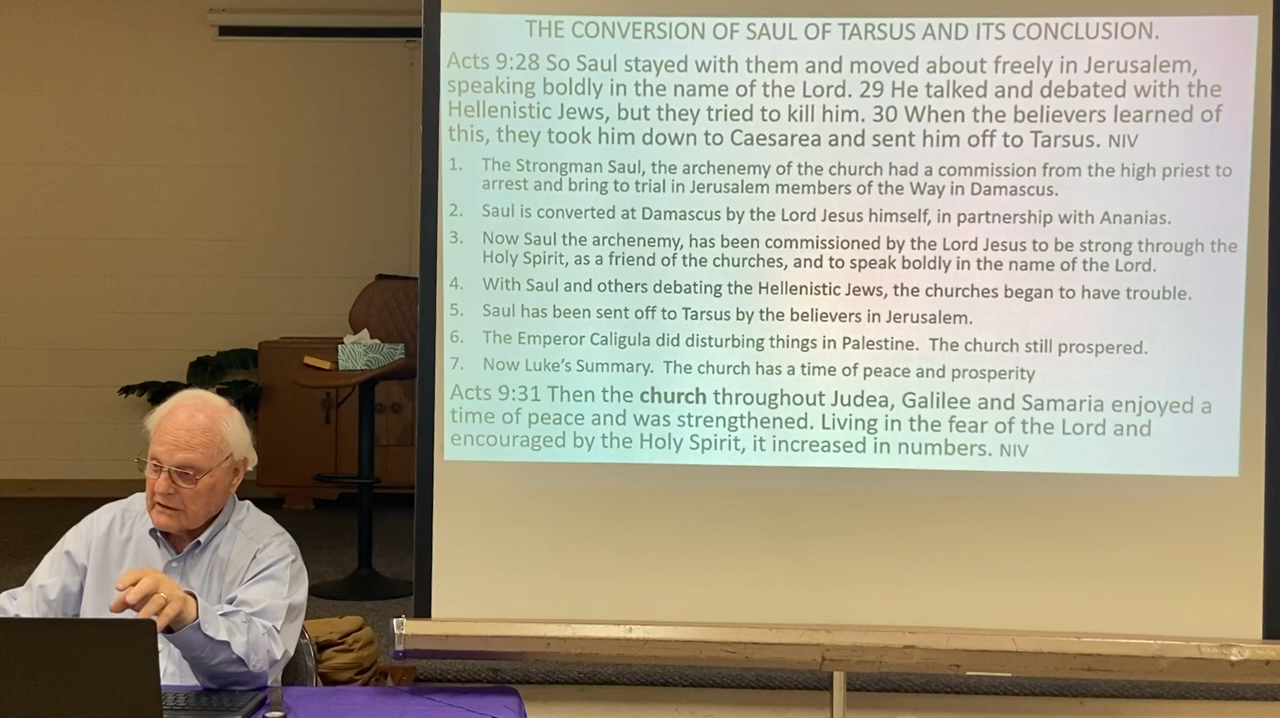 THE CONVERSION OF SAUL OF TARSUS AND ITS CONCLUSION.
Acts 9:28 So Saul stayed with them and moved about freely in Jerusalem,
speaking boldly in the name of the Lord. 29 He talked and debated with the
Hellenistic Jews, but they tried to kill him. 30 When the believers learned of
this, they took him down to Caesarea and sent him off to Tarsus. NIV
1. The Strongman Saul, the archenemy of the church had a commission from the high priest to
arrest and bring to trial in Jerusalem members of the Way in Damascus.
2. Saul is converted at Damascus by the Lord Jesus himself, in partnership with Ananias.
3. Now Saul the archenemy, has been commissioned by the Lord Jesus to be strong through the
Holy Spirit, as a friend of the churches, and to speak boldly in the name of the Lord.
4. With Saul and others debating the Hellenistic Jews, the churches began to have trouble.
5. Saul has been sent off to Tarsus by the believers in Jerusalem.
6. The Emperor Caligula did disturbing things in Palestine. The church still prospered.
7. Now Luke's Summary. The church has a time of peace and prosperity
Acts 9:31 Then the church throughout Judea, Galilee and Samaria enjoyed a
time of peace and was strengthened. Living in the fear of the Lord and
encouraged by the Holy Spirit, it increased in numbers. NIV